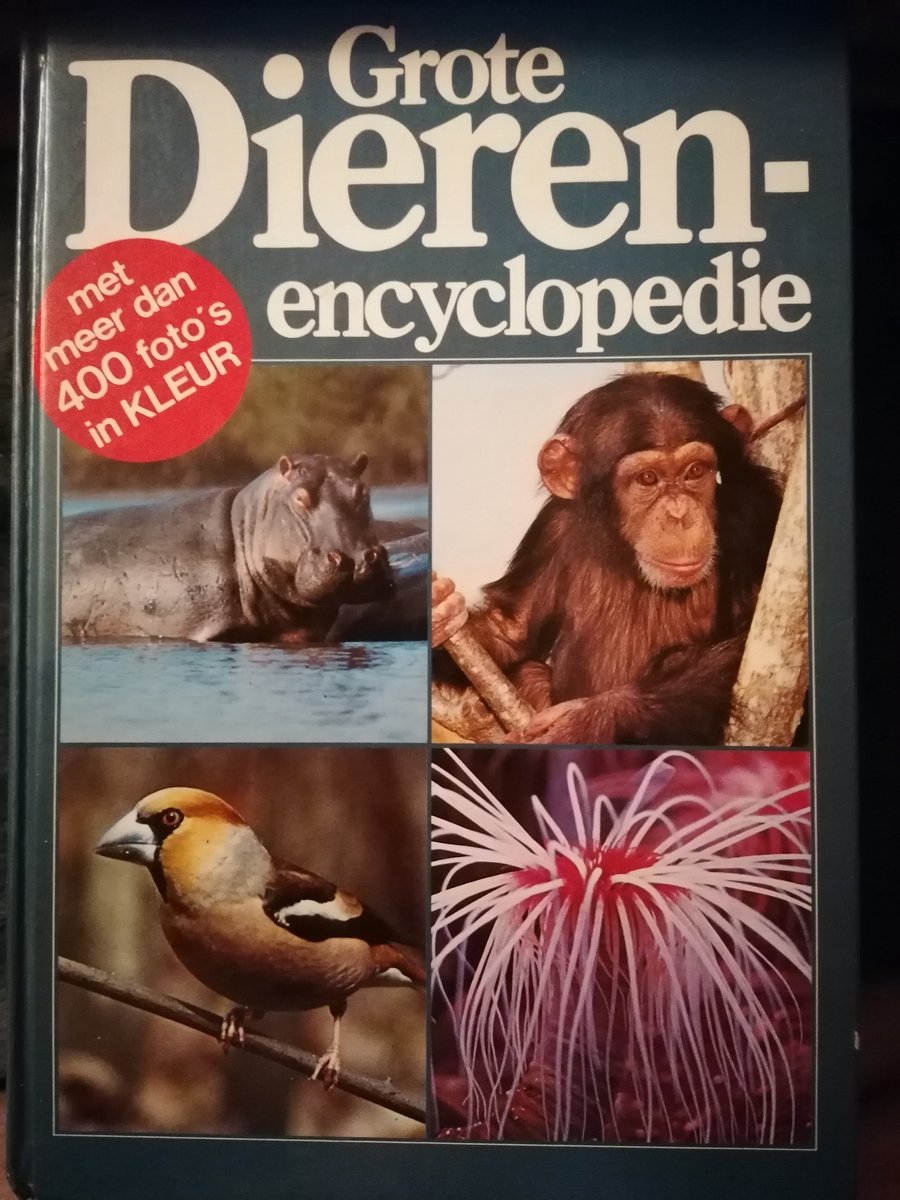 Grote
Dieren-
encyclopedie
met
meer dan
400 foto's
in KLEUR